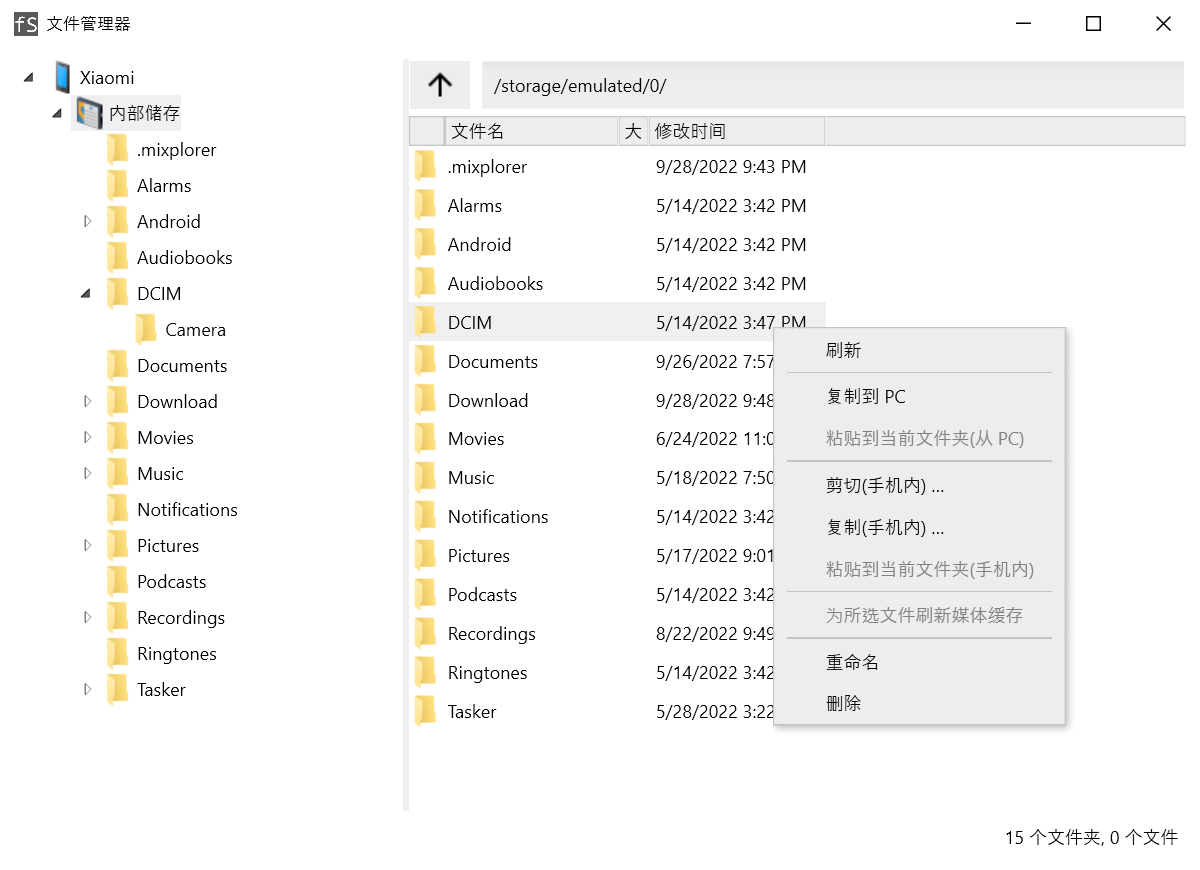 fS 文件管理器
Xiaomi
内部储存
.mixplorer
Alarms
Android
Audiobooks
DCIM
Camera
Documents
Download
Movies
Music
Notifications
Pictures
Podcasts
Recordings
Ringtones
Tasker
/storage/emulated/0/
文件名 大 修改时间
.mixplorer 9/28/2022 9:43 PM
Alarms 5/14/2022 3:42 PM
Android 5/14/2022 3:42 PM
Audiobooks 5/14/2022 3:42 PM
DCIM 5/14/2022 3:47 PM
Documents 9/26/2022 7:57
Download 9/28/2022 9:48
Movies 6/24/2022 11:0
Music 5/18/2022 7:50
Notifications 5/14/2022 3:42
Pictures 5/17/2022 9:01
Podcasts 5/14/2022 3:42
Recordings 8/22/2022 9:49
Ringtones 5/14/2022 3:42
Tasker 5/28/2022 3:22
刷新
复制到 PC
粘贴到当前文件夹(从 PC)
剪切(手机内) ...
复制(手机内) ...
粘贴到当前文件夹(手机内)
为所选文件刷新媒体缓存
重命名
删除
15 个文件夹, 0 个文件